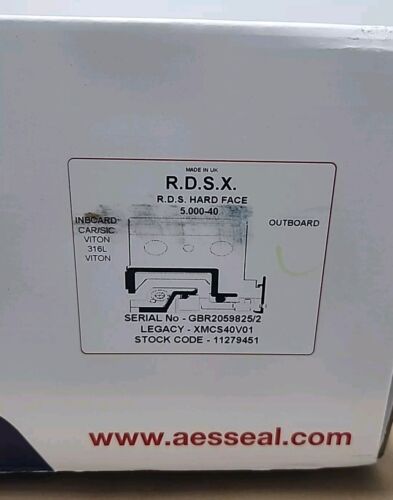 MADE IN UK
R.D.S.X.
R.D.S. HARD FACE
5.000-40
INBOARD
CAR/SIC
VITON
316L
VITON
OUTBOARD
SERIAL No - GBR2059825/2
LEGACY - XMCS40V01
STOCK CODE - 11279451
www.aesseal.com